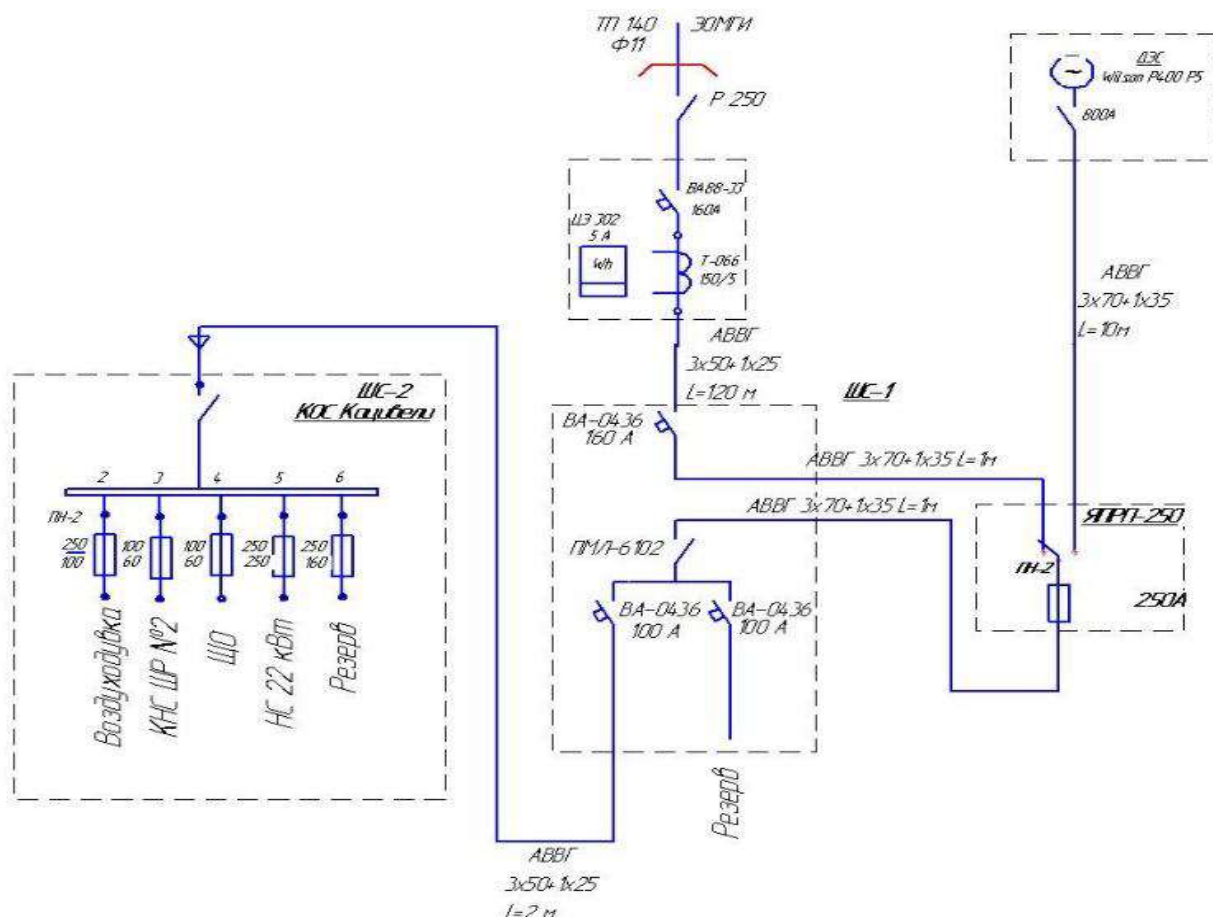 ТП 140
Ф11
ЗОМГИ
Р 250
ДЭС
Wilson P400 P5
800А
ВА88-33
160А
ЦЭ 302
5 А
Wh
Т-066
150/5
АВВГ
3х50+1х25
L=120 м
АВВГ
3х70+1х35
L=10м
ШС-2
КОС Кацивели
2
3
4
5
6
ПН-2
250
100
100
60
100
60
250
250
250
160
Воздуходувка
КНС ШР №2
ЩО
НС 22 кВт
Резерв
ШС-1
ВА-0436
160 А
АВВГ 3х70+1х35 L=1м
АВВГ 3х70+1х35 L=1м
ПМЛ-6102
ВА-0436
100 А
ВА-0436
100 А
Резерв
ЯПРП-250
ПН-2
250А
АВВГ
3х50+1х25
L=2 м